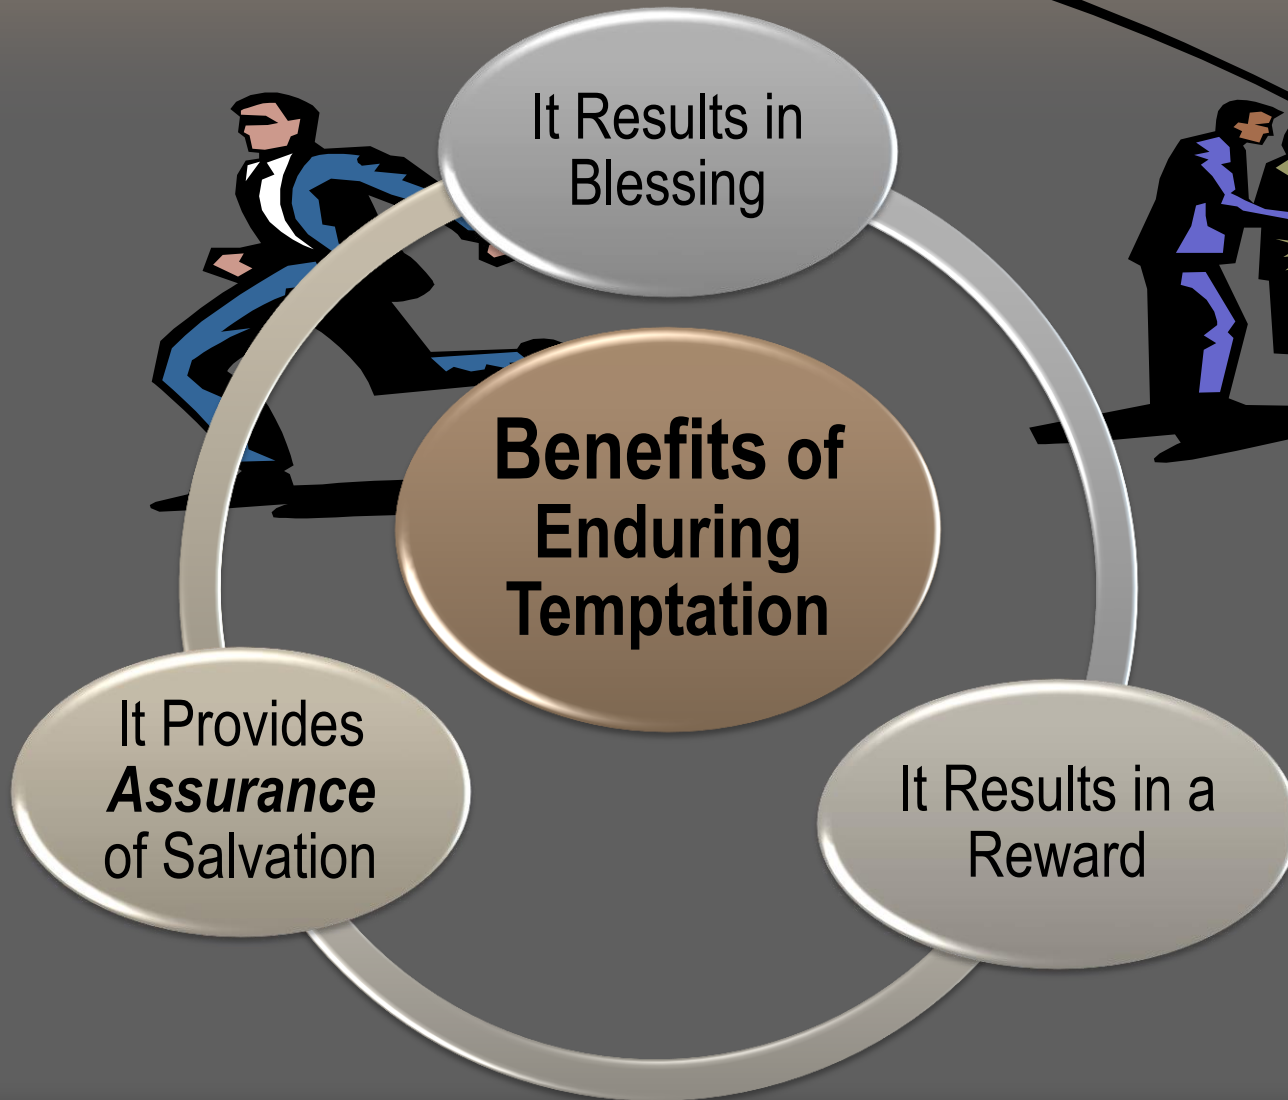 It Results in
Blessing
Benefits of
Enduring
Temptation
It Provides
Assurance
of Salvation
It Results in a
Reward